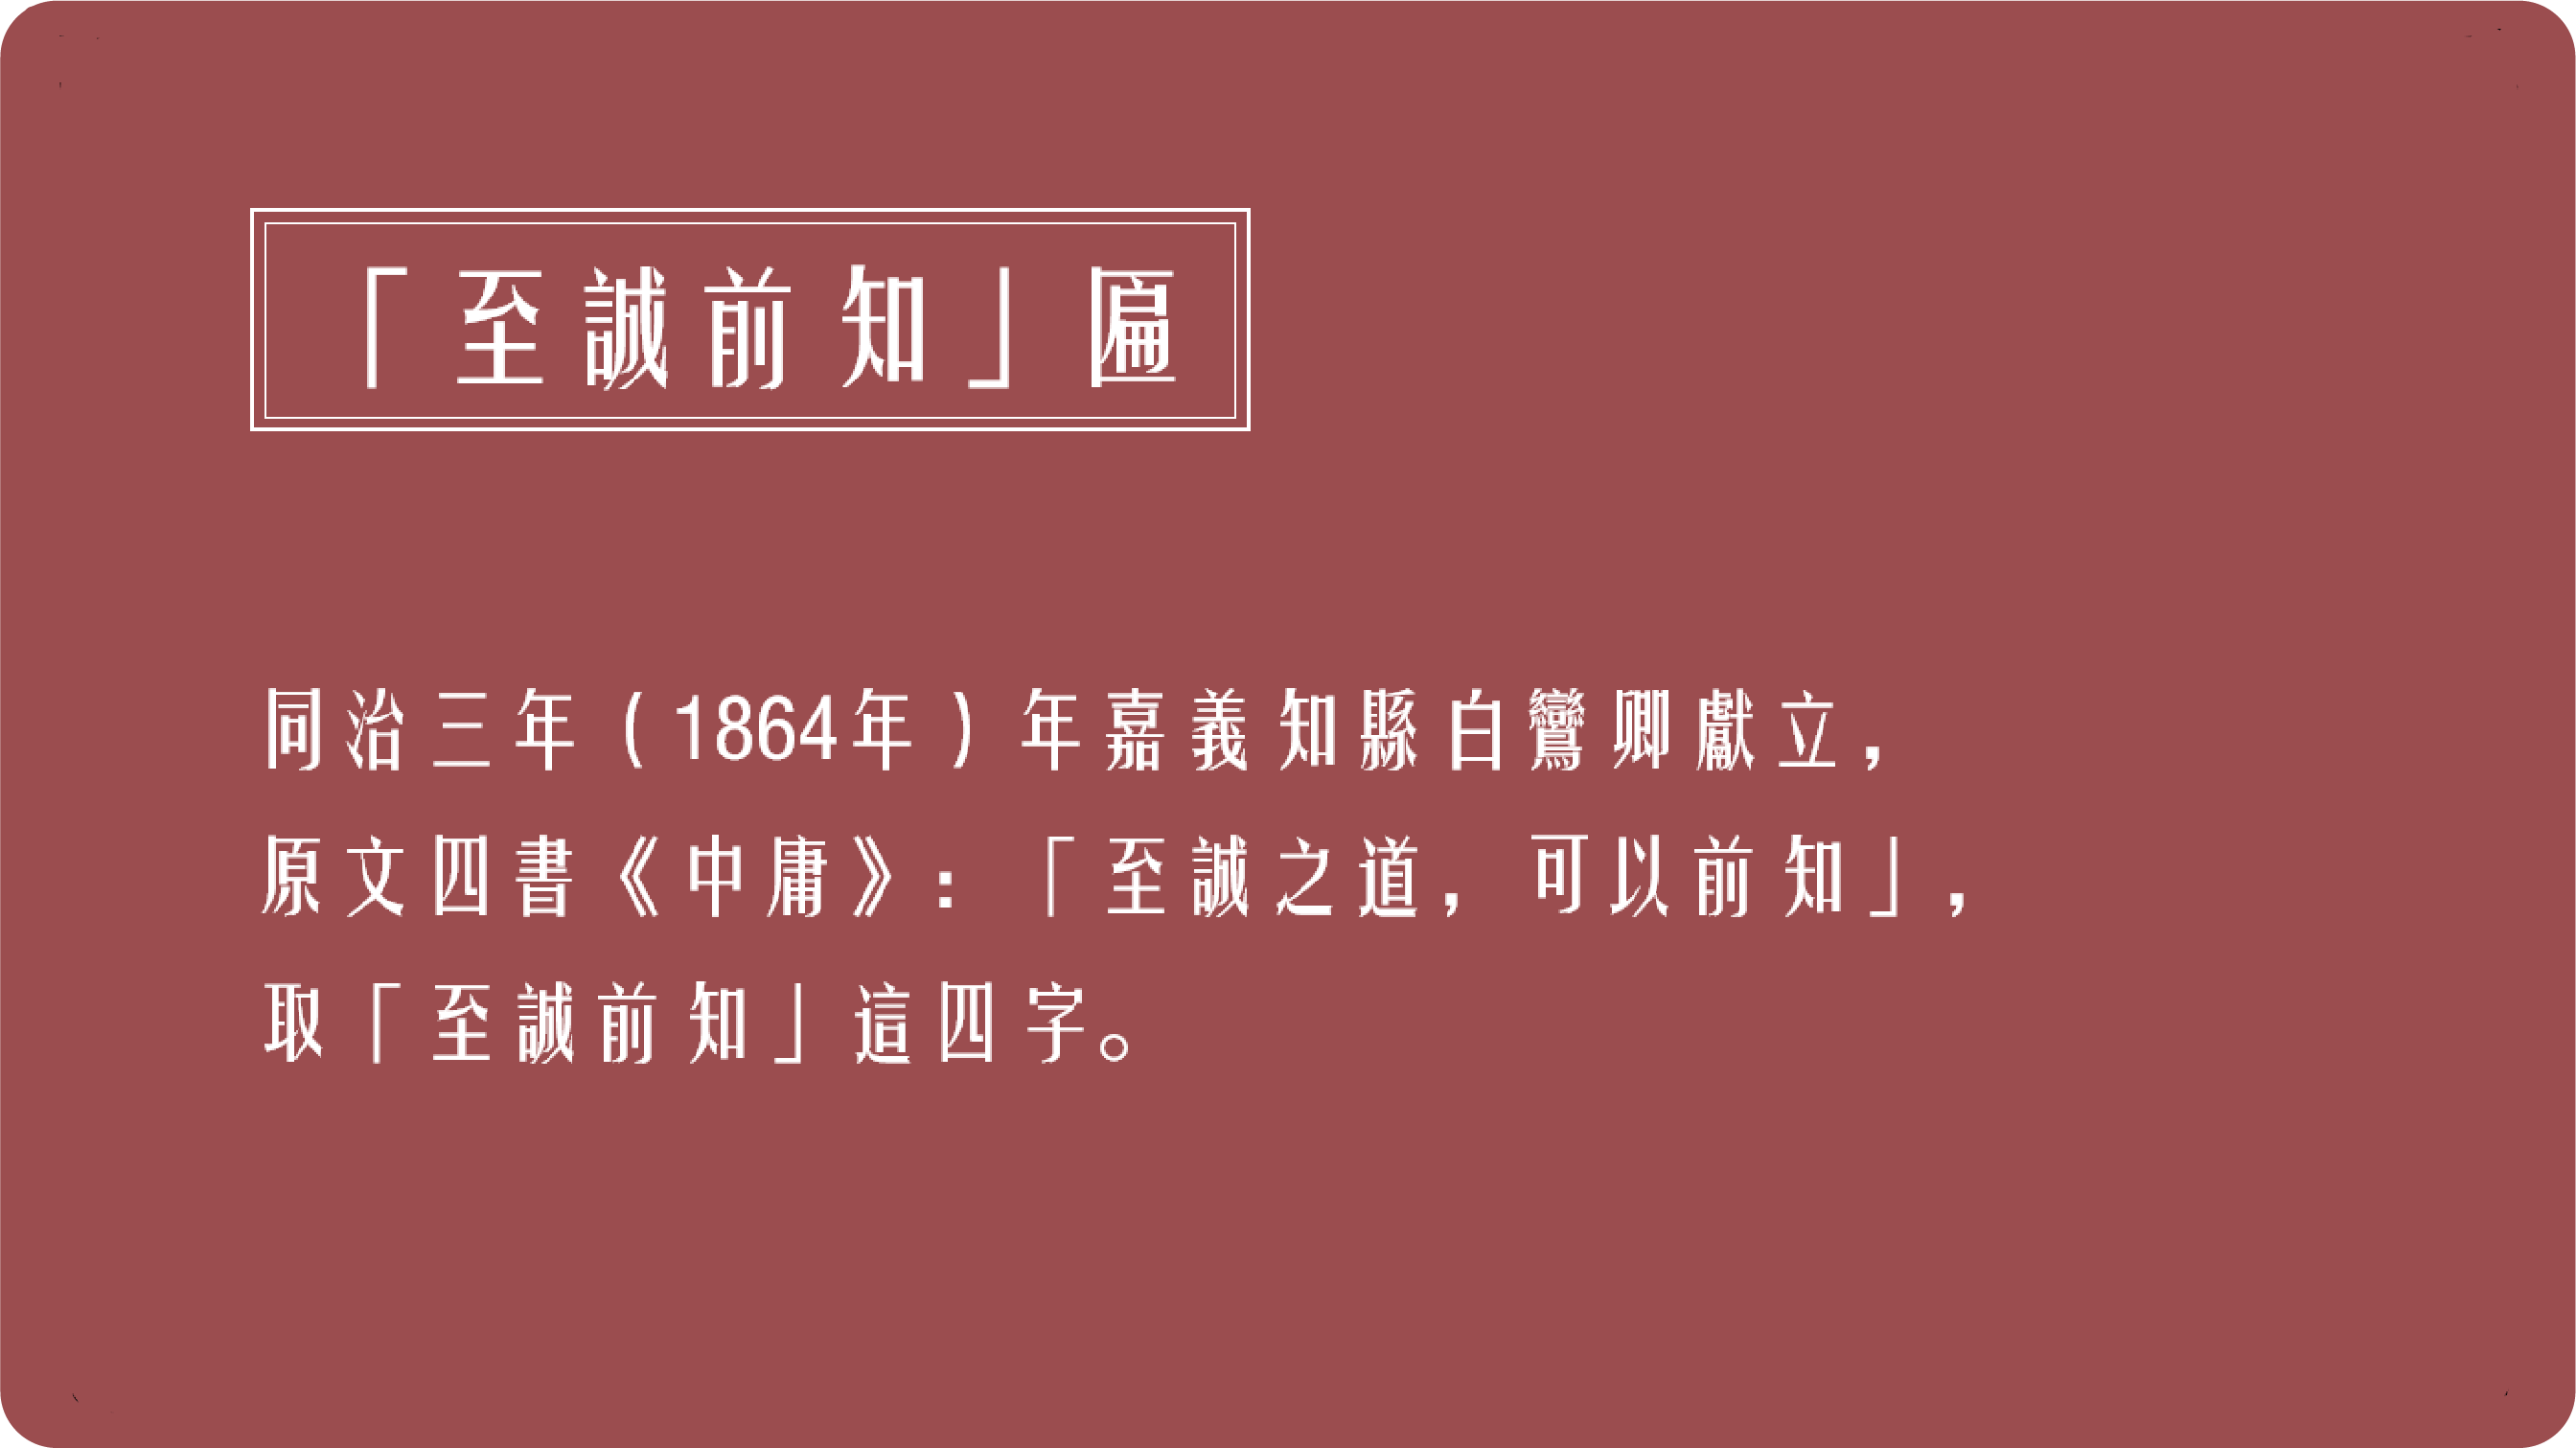 「至誠前知」匾
同治三年（1864年）年嘉義知縣白鸞卿獻立，
原文四書《中庸》：「至誠之道，可以前知」，
取「至誠前知」這四字。